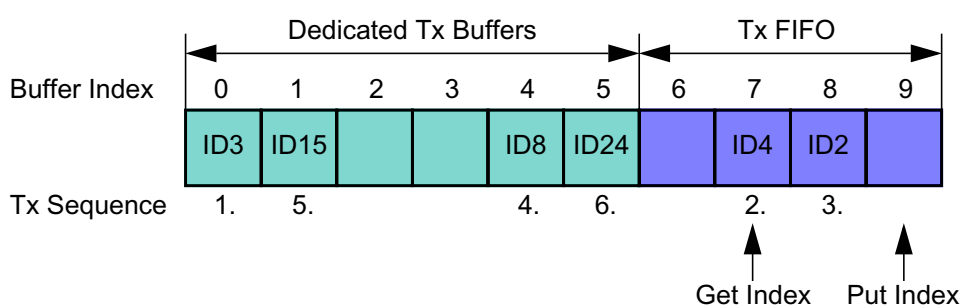 Dedicated Tx Buffers Tx FIFO
Buffer Index 0 1 2 3 4 5 6 7 8 9
ID3 ID15 ID8 ID24 ID4 ID2
Tx Sequence 1. 5. 4. 6. 2. 3.
Get Index Put Index